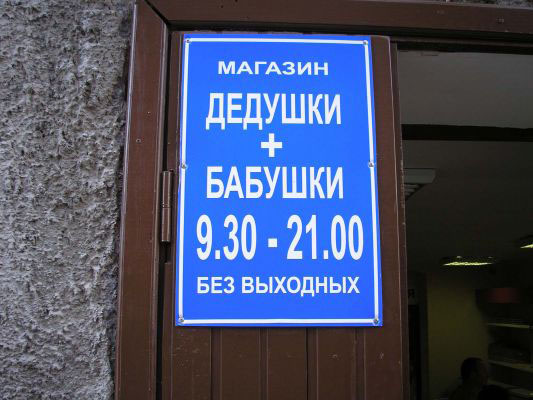 МАГАЗИН
ДЕДУШКИ
+
БАБУШКИ
9.30 - 21.00
БЕЗ ВЫХОДНЫХ